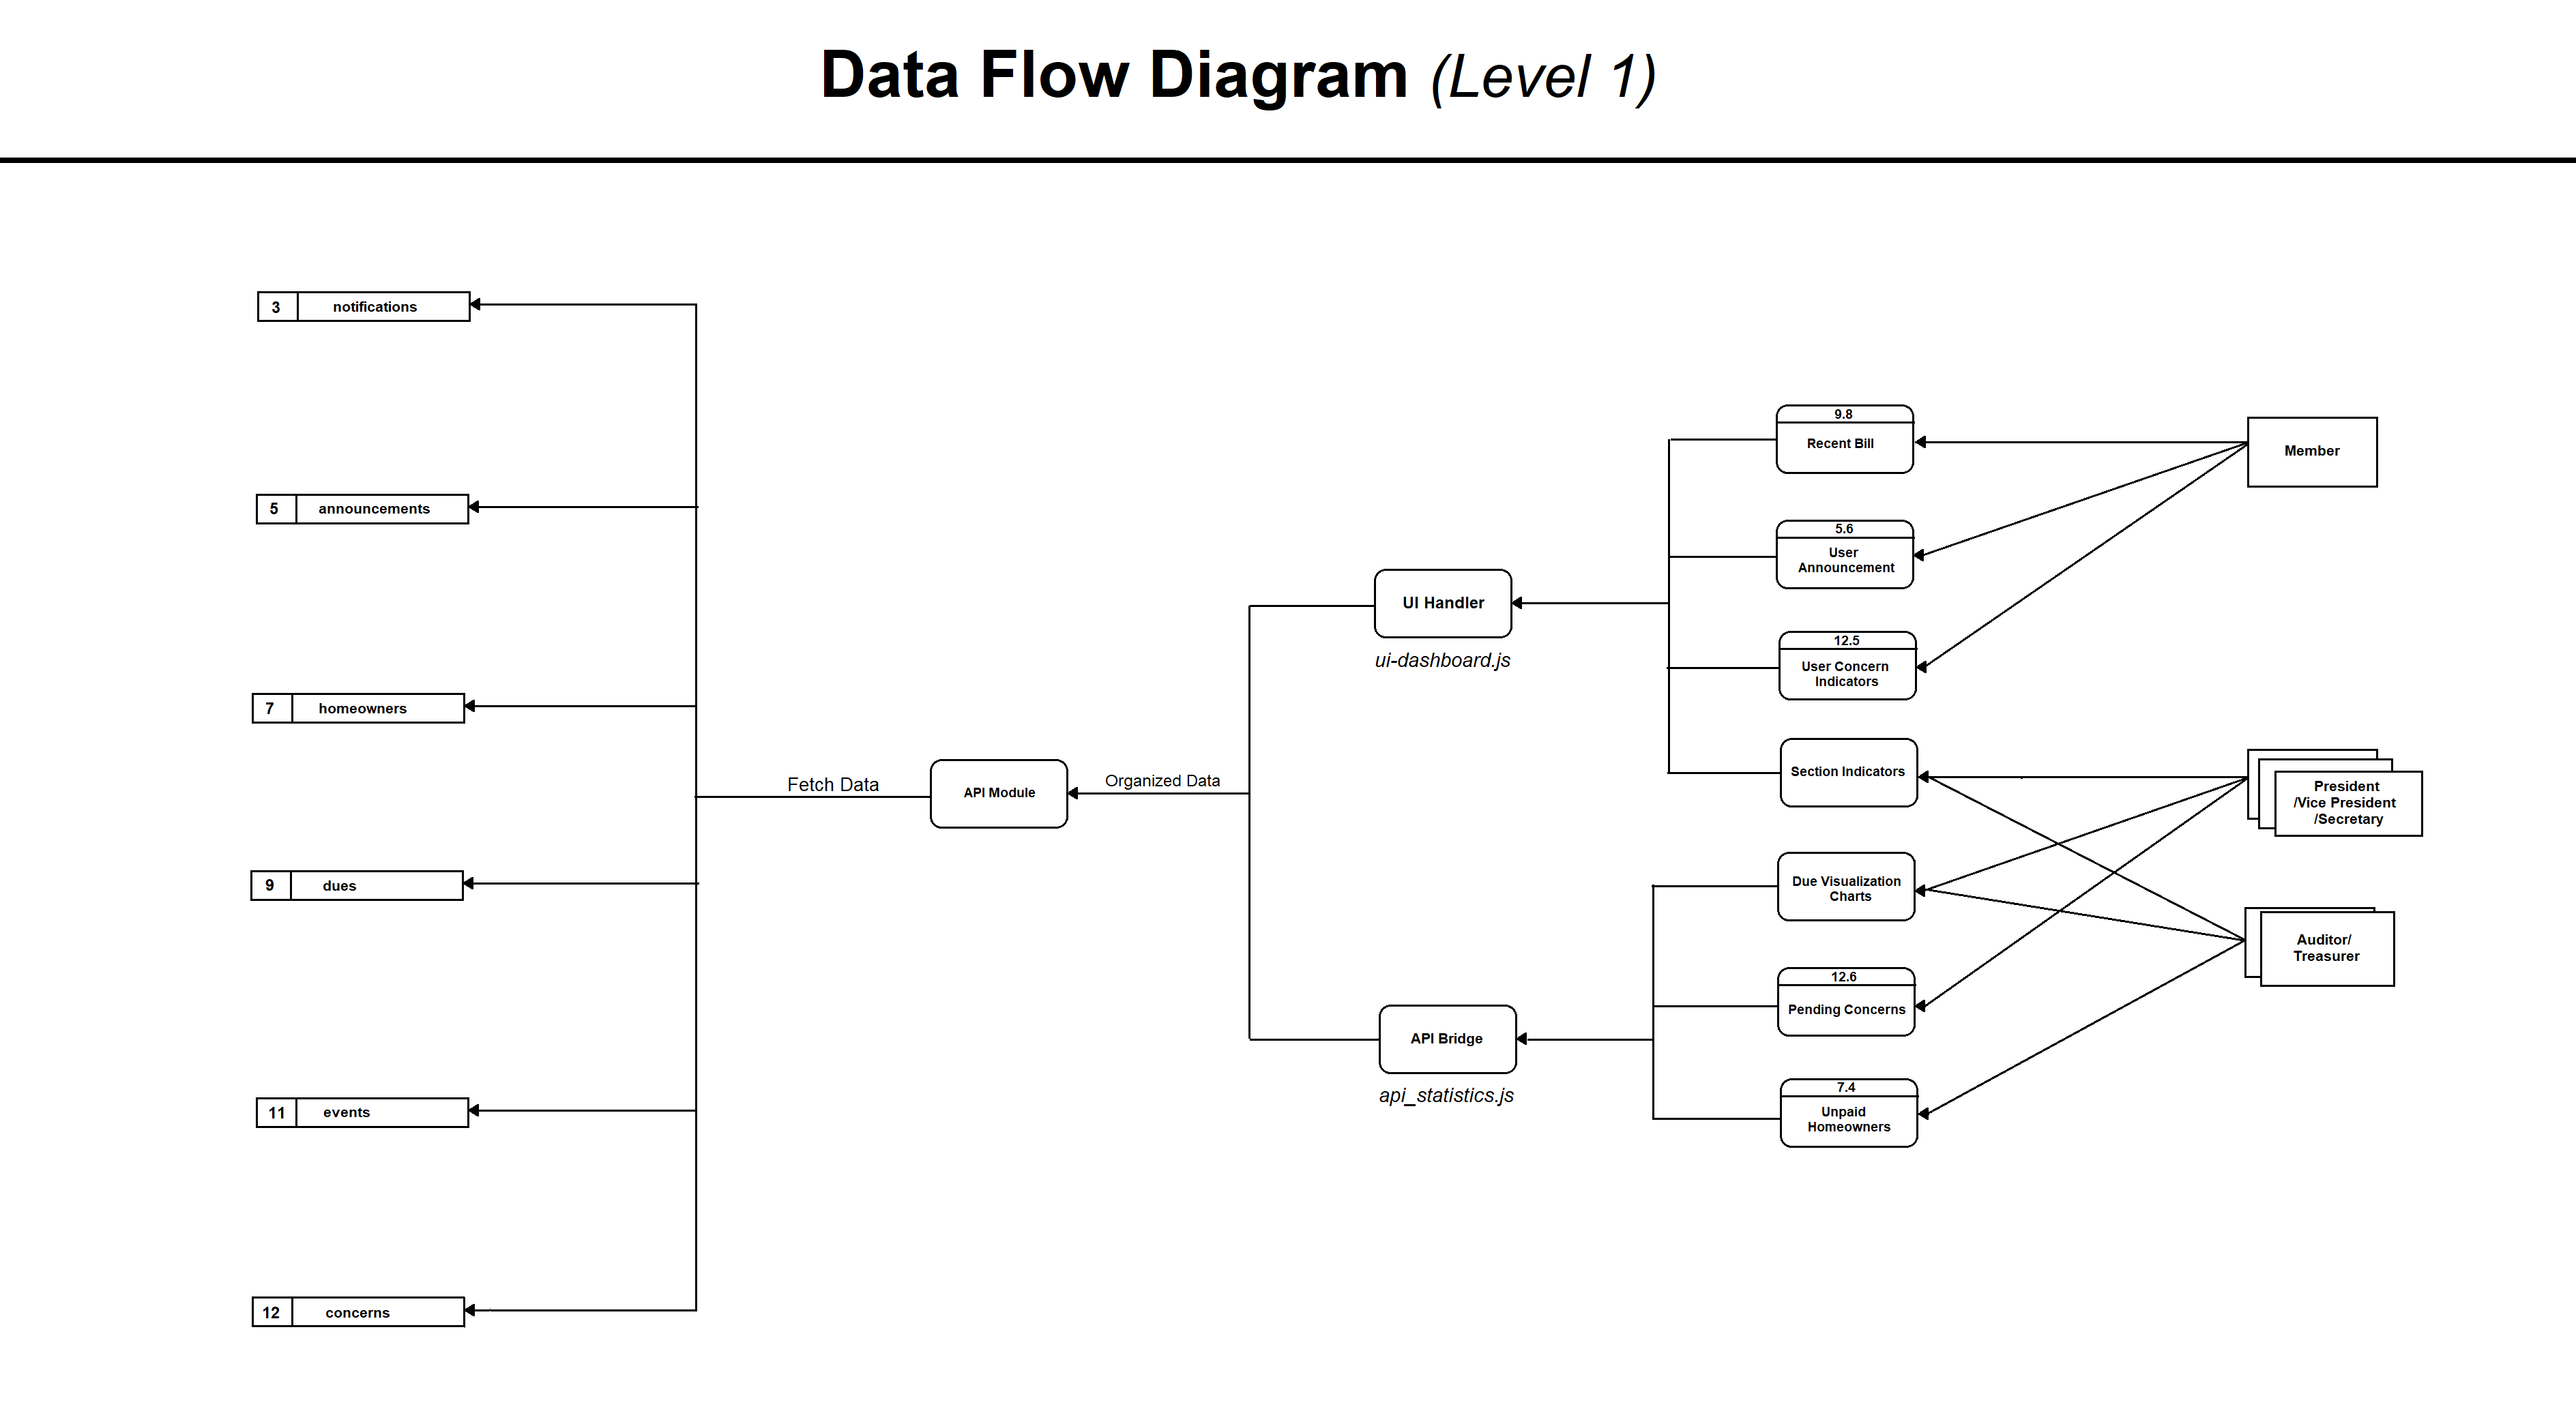 Data Flow Diagram (Level 1)
3 notifications
5 announcements
7 homeowners
9 dues
11 events
12 concerns
Fetch Data
API Module
Organized Data
UI Handler
ui-dashboard.js
API Bridge
api_statistics.js
9.8
Recent Bill
5.6
User
Announcement
12.5
User Concern
Indicators
Section Indicators
Due Visualization
Charts
12.6
Pending Concerns
7.4
Unpaid
Homeowners
Member
President
/Vice President
/Secretary
Auditor/
Treasurer